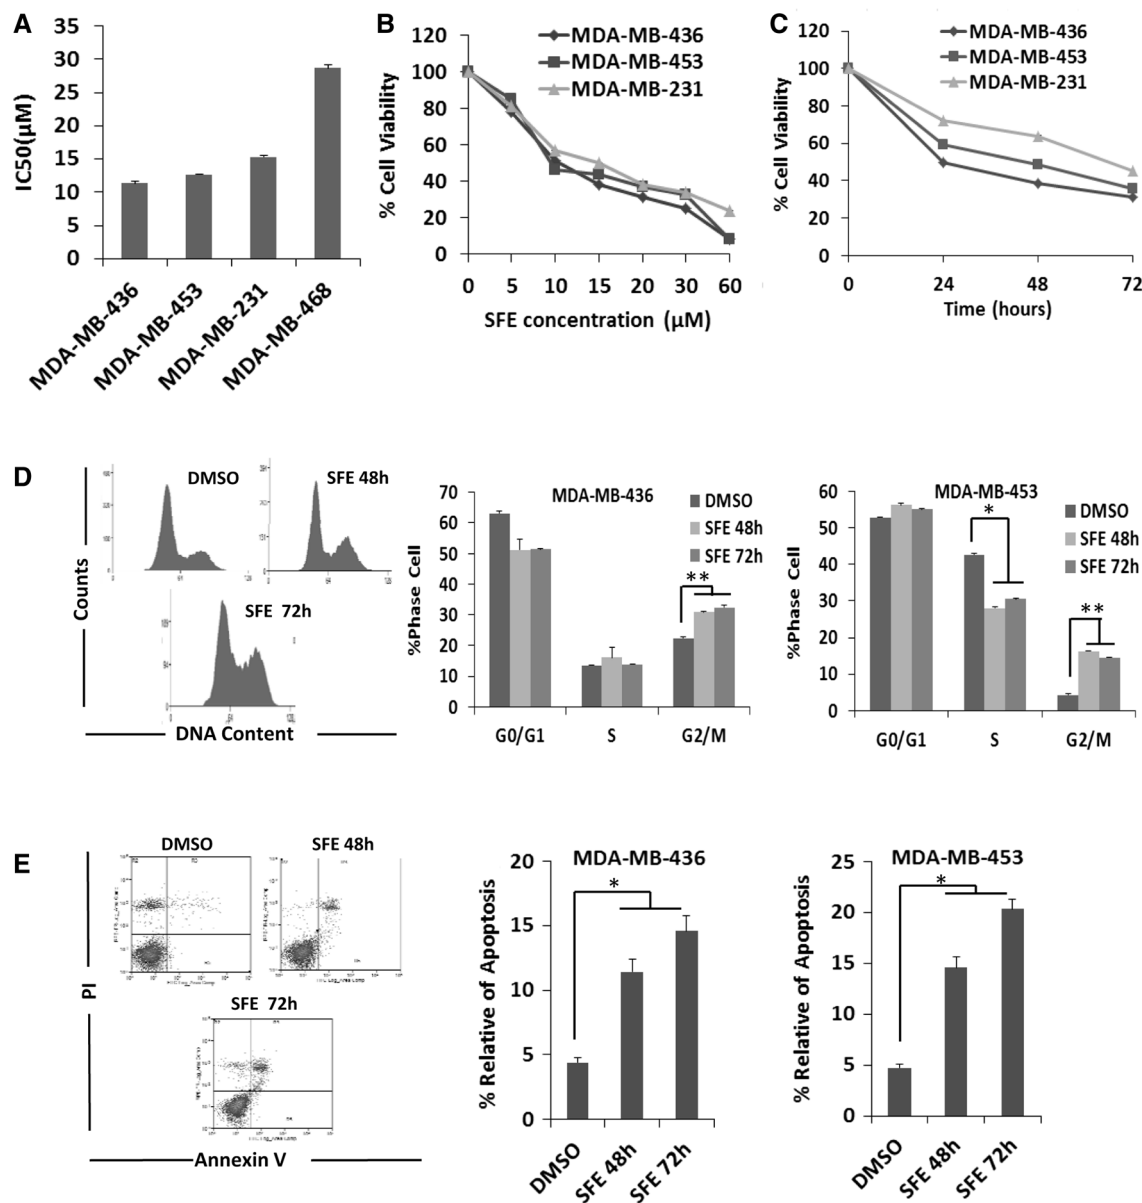 A
35
30
25
20
15
10
5
0
IC50(µM)
MDA-MB-436
MDA-MB-453
MDA-MB-231
MDA-MB-468
B
120
100
80
60
40
20
0
% Cell Viability
MDA-MB-436
MDA-MB-453
MDA-MB-231
0 5 10 15 20 30 60
SFE concentration (µM)
C
120
100
80
60
40
20
0
% Cell Viability
MDA-MB-436
MDA-MB-453
MDA-MB-231
0 24 48 72
Time (hours)
D
Counts
DMSO
SFE 48h
SFE 72h
DNA Content
MDA-MB-436
70
60
50
40
30
20
10
0
%Phase Cell
DMSO
SFE 48h
SFE 72h
**
G0/G1 S G2/M
MDA-MB-453
60
50
40
30
20
10
0
%Phase Cell
DMSO
SFE 48h
SFE 72h
*
**
G0/G1 S G2/M
E
PI
DMSO
SFE 48h
SFE 72h
Annexin V
MDA-MB-436
20
15
10
5
0
% Relative of Apoptosis
*
DMSO
SFE 48h
SFE 72h
MDA-MB-453
25
20
15
10
5
0
% Relative of Apoptosis
*
DMSO
SFE 48h
SFE 72h